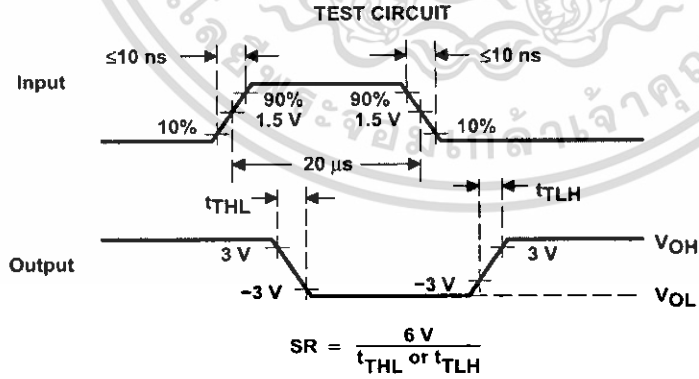 TEST CIRCUIT
≤10 ns
≤10 ns
Input
90%
90%
1.5 V
1.5 V
10%
10%
20 μs
tTHL
tTLH
Output
3 V
3 V
VOH
−3 V
−3 V
VOL
SR = 6 V
tTHL or tTLH